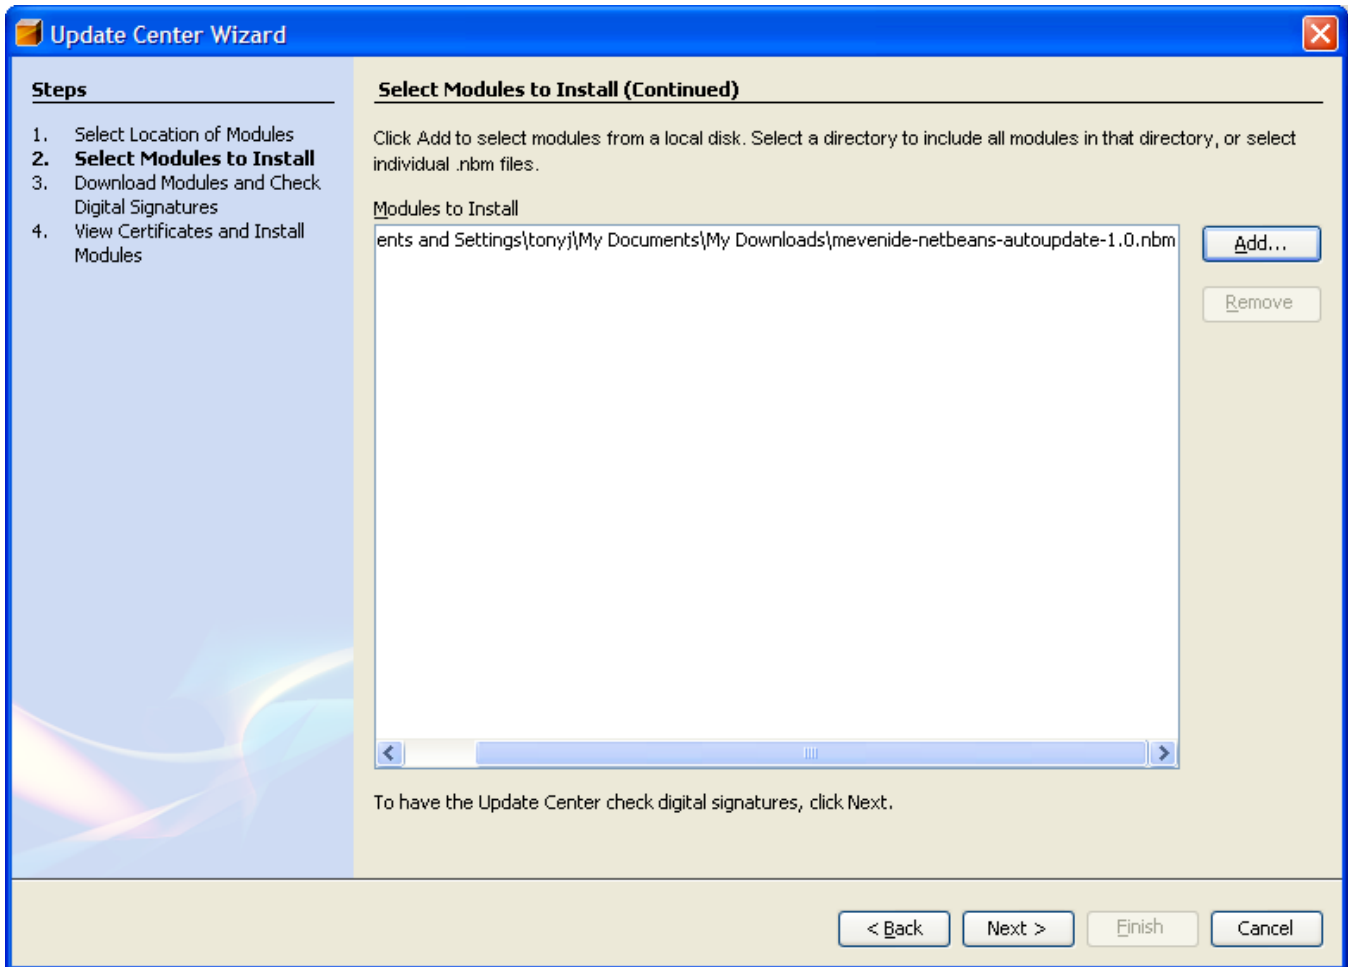 Update Center Wizard
Steps
1. Select Location of Modules
2. Select Modules to Install
3. Download Modules and Check
Digital Signatures
4. View Certificates and Install
Modules
Select Modules to Install (Continued)
Click Add to select modules from a local disk. Select a directory to include all modules in that directory, or select
individual .nbm files.
Modules to Install
ents and Settings\tonyj\My Documents\My Downloads\mevenide-netbeans-autoupdate-1.0.nbm
Add...
Remove
To have the Update Center check digital signatures, click Next.
< Back
Next >
Finish
Cancel